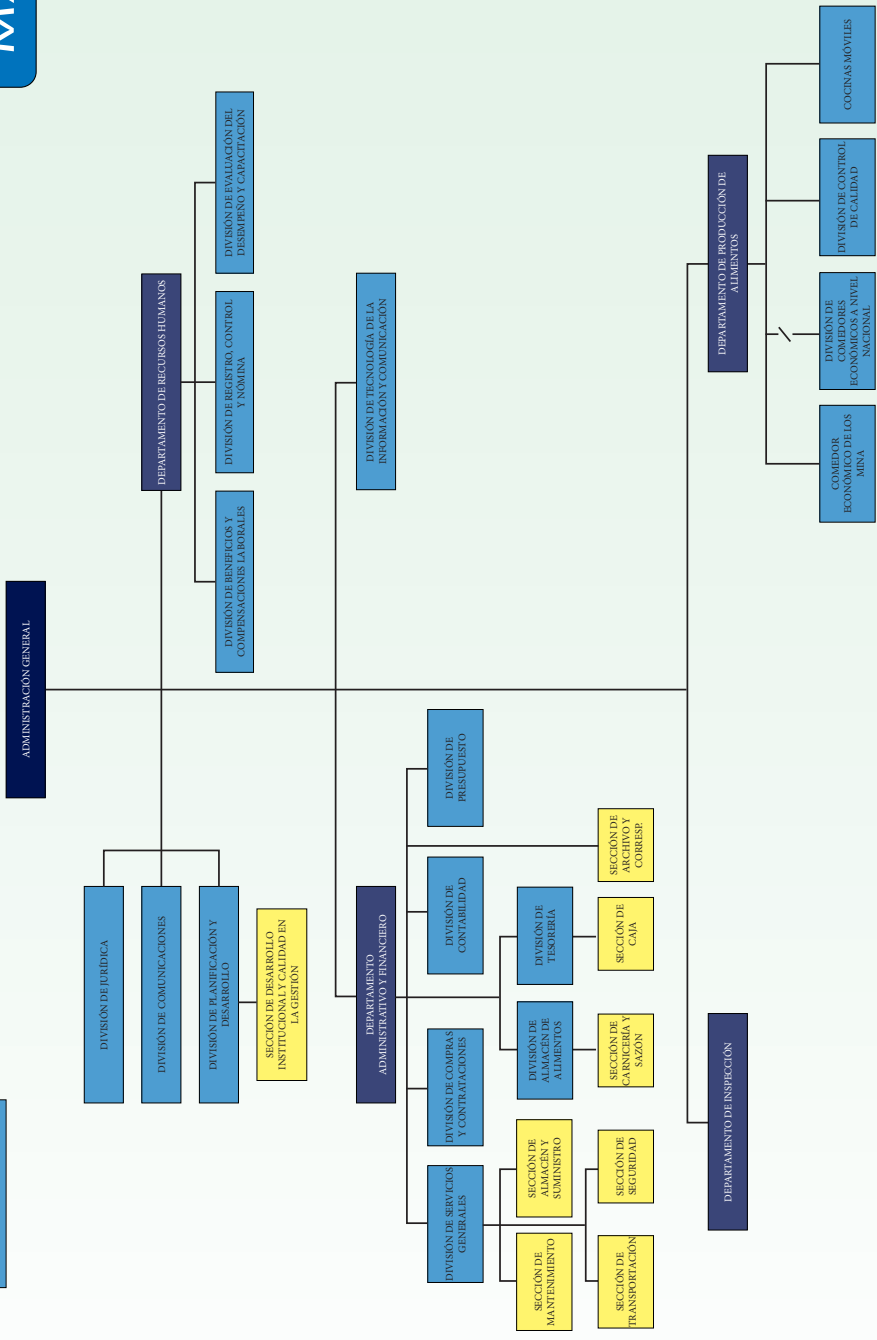 ADMINISTRACIÓN GENERAL
DIVISIÓN DE JURÍDICA
DIVISIÓN DE COMUNICACIONES
DIVISIÓN DE PLANIFICACIÓN Y
DESARROLLO
SECCIÓN DE DESARROLLO
INSTITUCIONAL Y CALIDAD EN
LA GESTIÓN
DEPARTAMENTO DE RECURSOS HUMANOS
DIVISIÓN DE BENEFICIOS Y
COMPENSACIONES LABORALES
DIVISIÓN DE REGISTRO, CONTROL
Y NÓMINA
DIVISIÓN DE EVALUACIÓN DEL
DESEMPEÑO Y CAPACITACIÓN
DEPARTAMENTO
ADMINISTRATIVO Y FINANCIERO
DIVISIÓN DE TECNOLOGÍA DE LA
INFORMACIÓN Y COMUNICACIÓN
DIVISIÓN DE SERVICIOS
GENERALES
DIVISIÓN DE COMPRAS
Y CONTRATACIONES
DIVISIÓN DE
CONTABILIDAD
DIVISIÓN DE
PRESUPUESTO
SECCIÓN DE
MANTENIMIENTO
SECCIÓN DE
ALMACÉN Y
SUMINISTRO
DIVISIÓN DE
ALMACÉN DE
ALIMENTOS
DIVISIÓN DE
TESORERÍA
SECCIÓN DE
TRANSPORTACIÓN
SECCIÓN DE
SEGURIDAD
SECCIÓN DE
CARNICERÍA Y
SAZÓN
SECCIÓN DE
CAJA
SECCIÓN DE
ARCHIVO Y
CORRESP.
DEPARTAMENTO DE INSPECCIÓN
DEPARTAMENTO DE PRODUCCIÓN DE
ALIMENTOS
COMEDOR
ECONÓMICO DE LOS
MINA
DIVISIÓN DE
COMEDORES
ECONÓMICOS A NIVEL
NACIONAL
DIVISIÓN DE CONTROL
DE CALIDAD
COCINAS MÓVILES